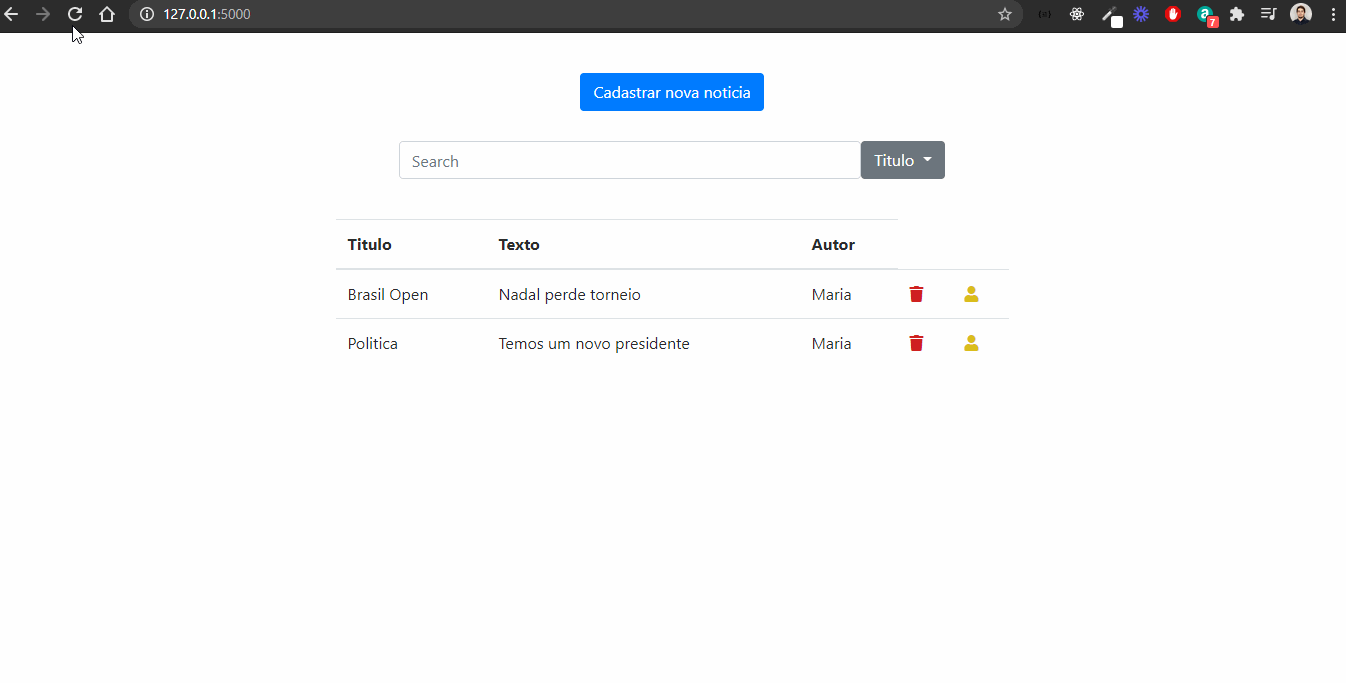 127.0.0.1:5000
7
Cadastrar nova noticia
Search
Titulo
Titulo Texto Autor
Brasil Open Nadal perde torneio Maria
Politica Temos um novo presidente Maria